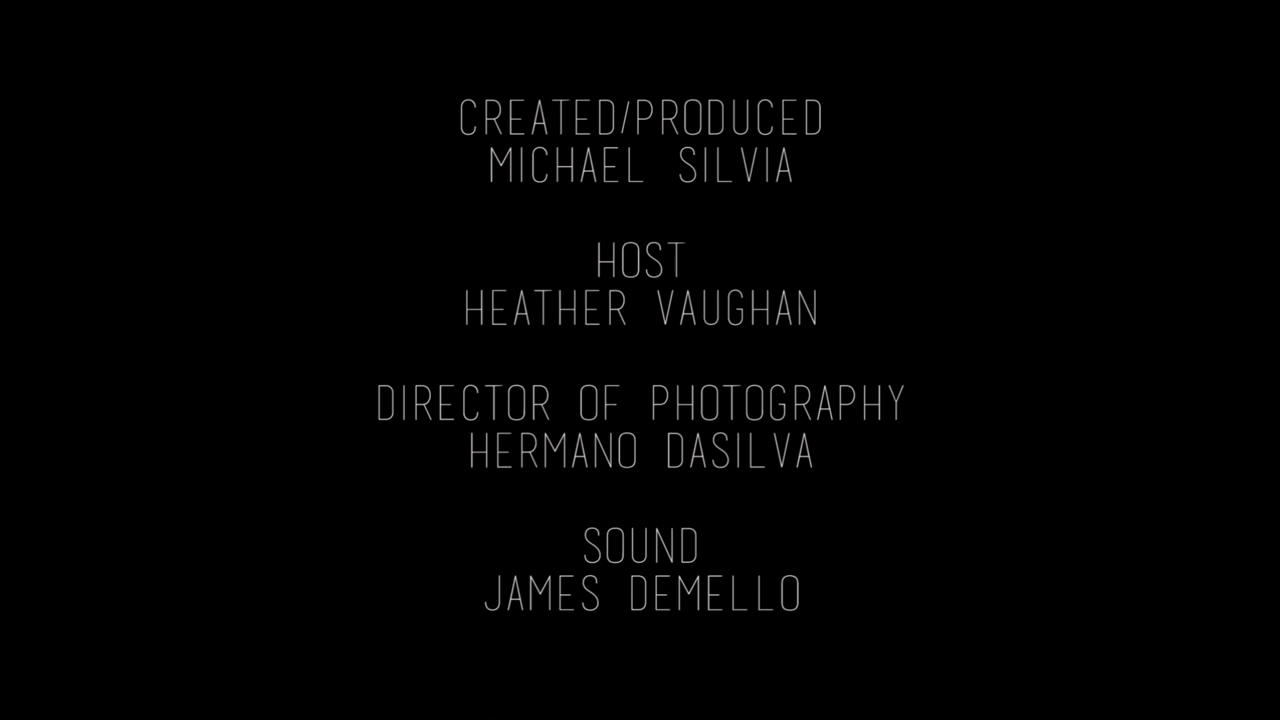 CREATED/PRODUCED
MICHAEL SILVIA
HOST
HEATHER VAUGHAN
DIRECTOR OF PHOTOGRAPHY
HERMANO DASILVA
SOUND
JAMES DEMELLO